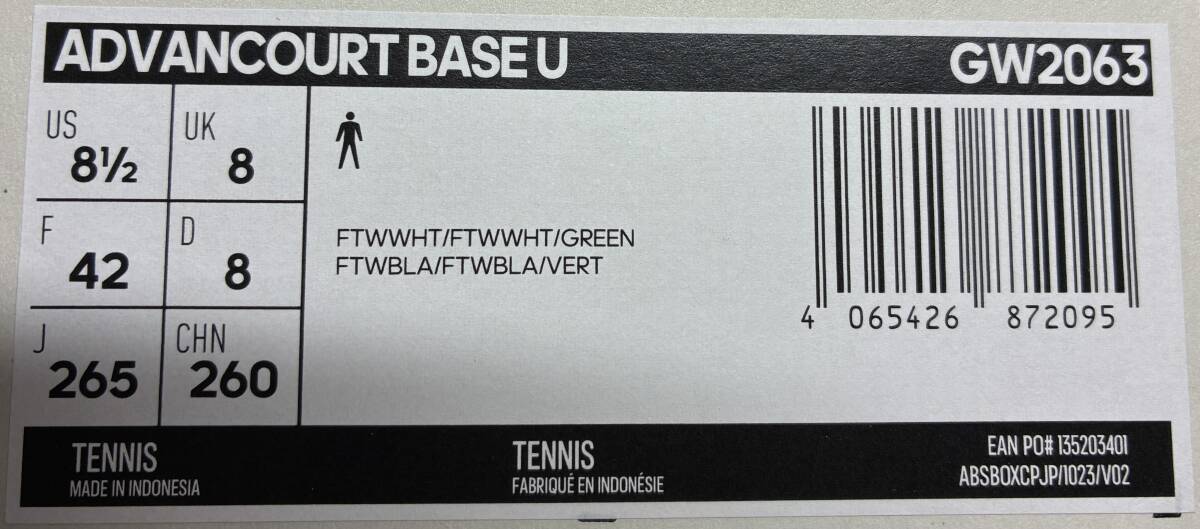 ADVANCOURT BASE U GW2063
US 8½ UK 8
F 42 D 8
J 265 CHN 260
FTWWHT/FTWWHT/GREEN
FTWBLA/FTWBLA/VERT
4 065426 872095
TENNIS
MADE IN INDONESIA
TENNIS
FABRIQUÉ EN INDONÉSIE
EAN PO# 135203401
ABSBOXCPJP/1023/V02